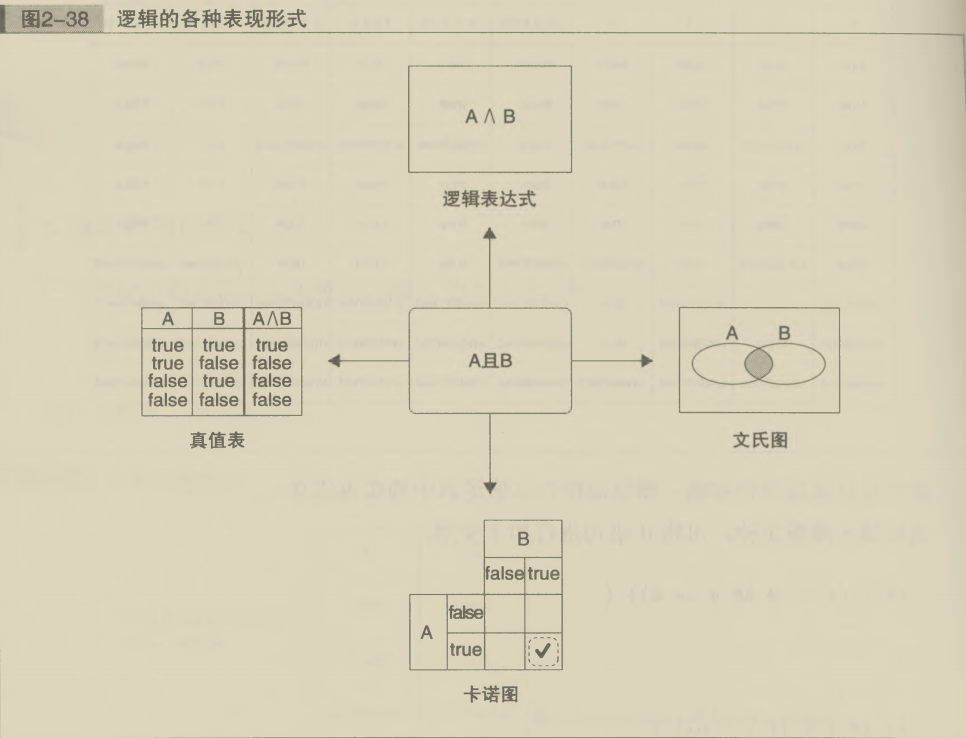 图2-38 逻辑的各种表现形式
A ∧ B
逻辑表达式
A B A∧B
true true true
true false false
false true false
false false false
真值表
A且B
A B
文氏图
B
false true
false
A
true ✓
卡诺图